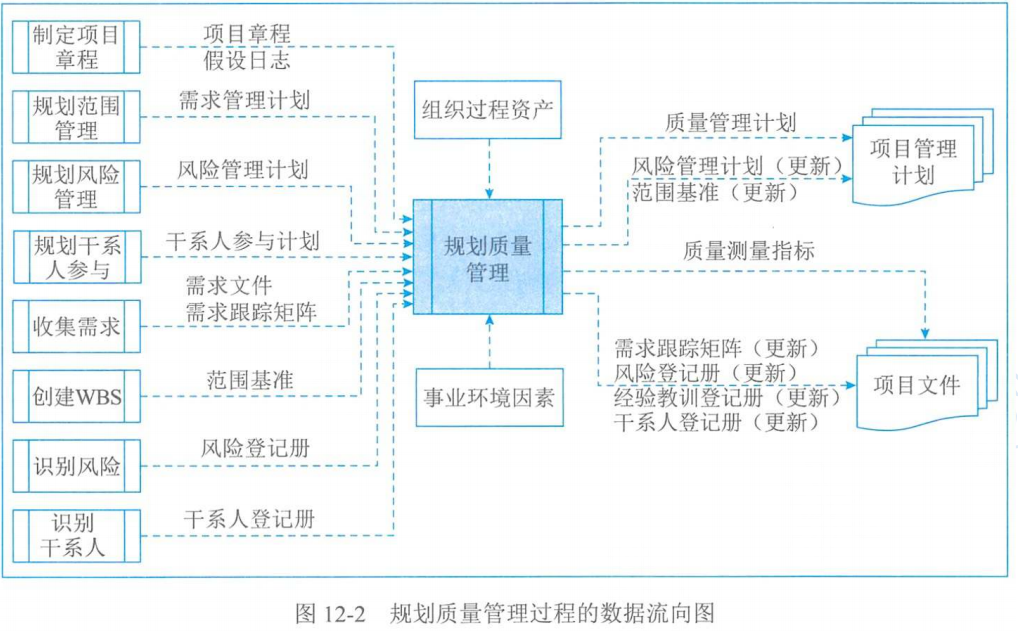 制定项目
章程
项目章程
假设日志
规划范围
管理
需求管理计划
规划风险
管理
风险管理计划
规划干系
人参与
干系人参与计划
收集需求
需求文件
需求跟踪矩阵
创建WBS
范围基准
识别风险
风险登记册
识别
干系人
干系人登记册
组织过程资产
规划质量
管理
事业环境因素
质量管理计划
风险管理计划（更新）
范围基准（更新）
项目管理
计划
质量测量指标
需求跟踪矩阵（更新）
风险登记册（更新）
经验教训登记册（更新）
干系人登记册（更新）
项目文件
图 12-2 规划质量管理过程的数据流向图